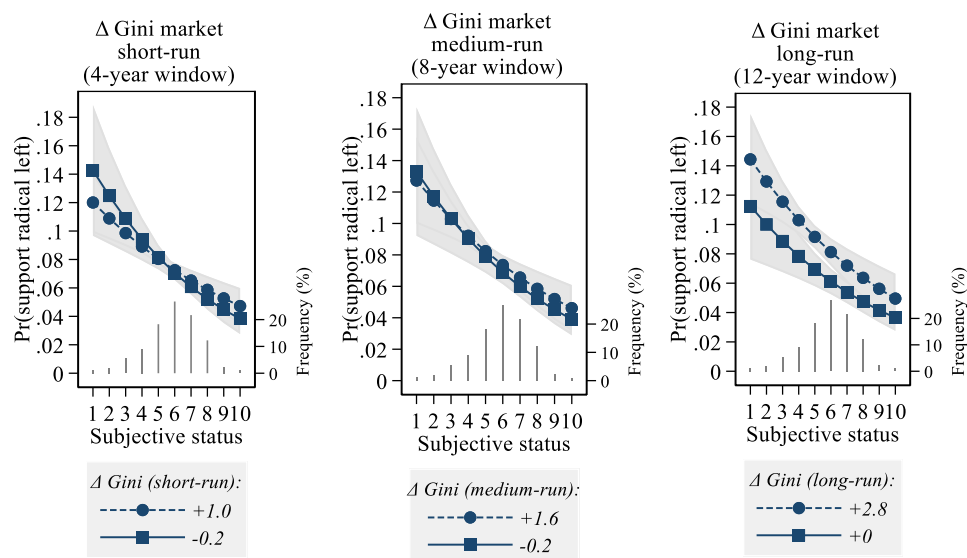 Δ Gini market
short-run
(4-year window)
Pr(support radical left)
.18
.16
.14
.12
.1
.08
.06
.04
.02
0
Frequency (%)
20
10
0
1 2 3 4 5 6 7 8 9 10
Subjective status
Δ Gini (short-run):
+1.0
-0.2
Δ Gini market
medium-run
(8-year window)
Pr(support radical left)
.18
.16
.14
.12
.1
.08
.06
.04
.02
0
Frequency (%)
20
10
0
1 2 3 4 5 6 7 8 9 10
Subjective status
Δ Gini (medium-run):
+1.6
-0.2
Δ Gini market
long-run
(12-year window)
Pr(support radical left)
.18
.16
.14
.12
.1
.08
.06
.04
.02
0
Frequency (%)
20
10
0
1 2 3 4 5 6 7 8 9 10
Subjective status
Δ Gini (long-run):
+2.8
+0